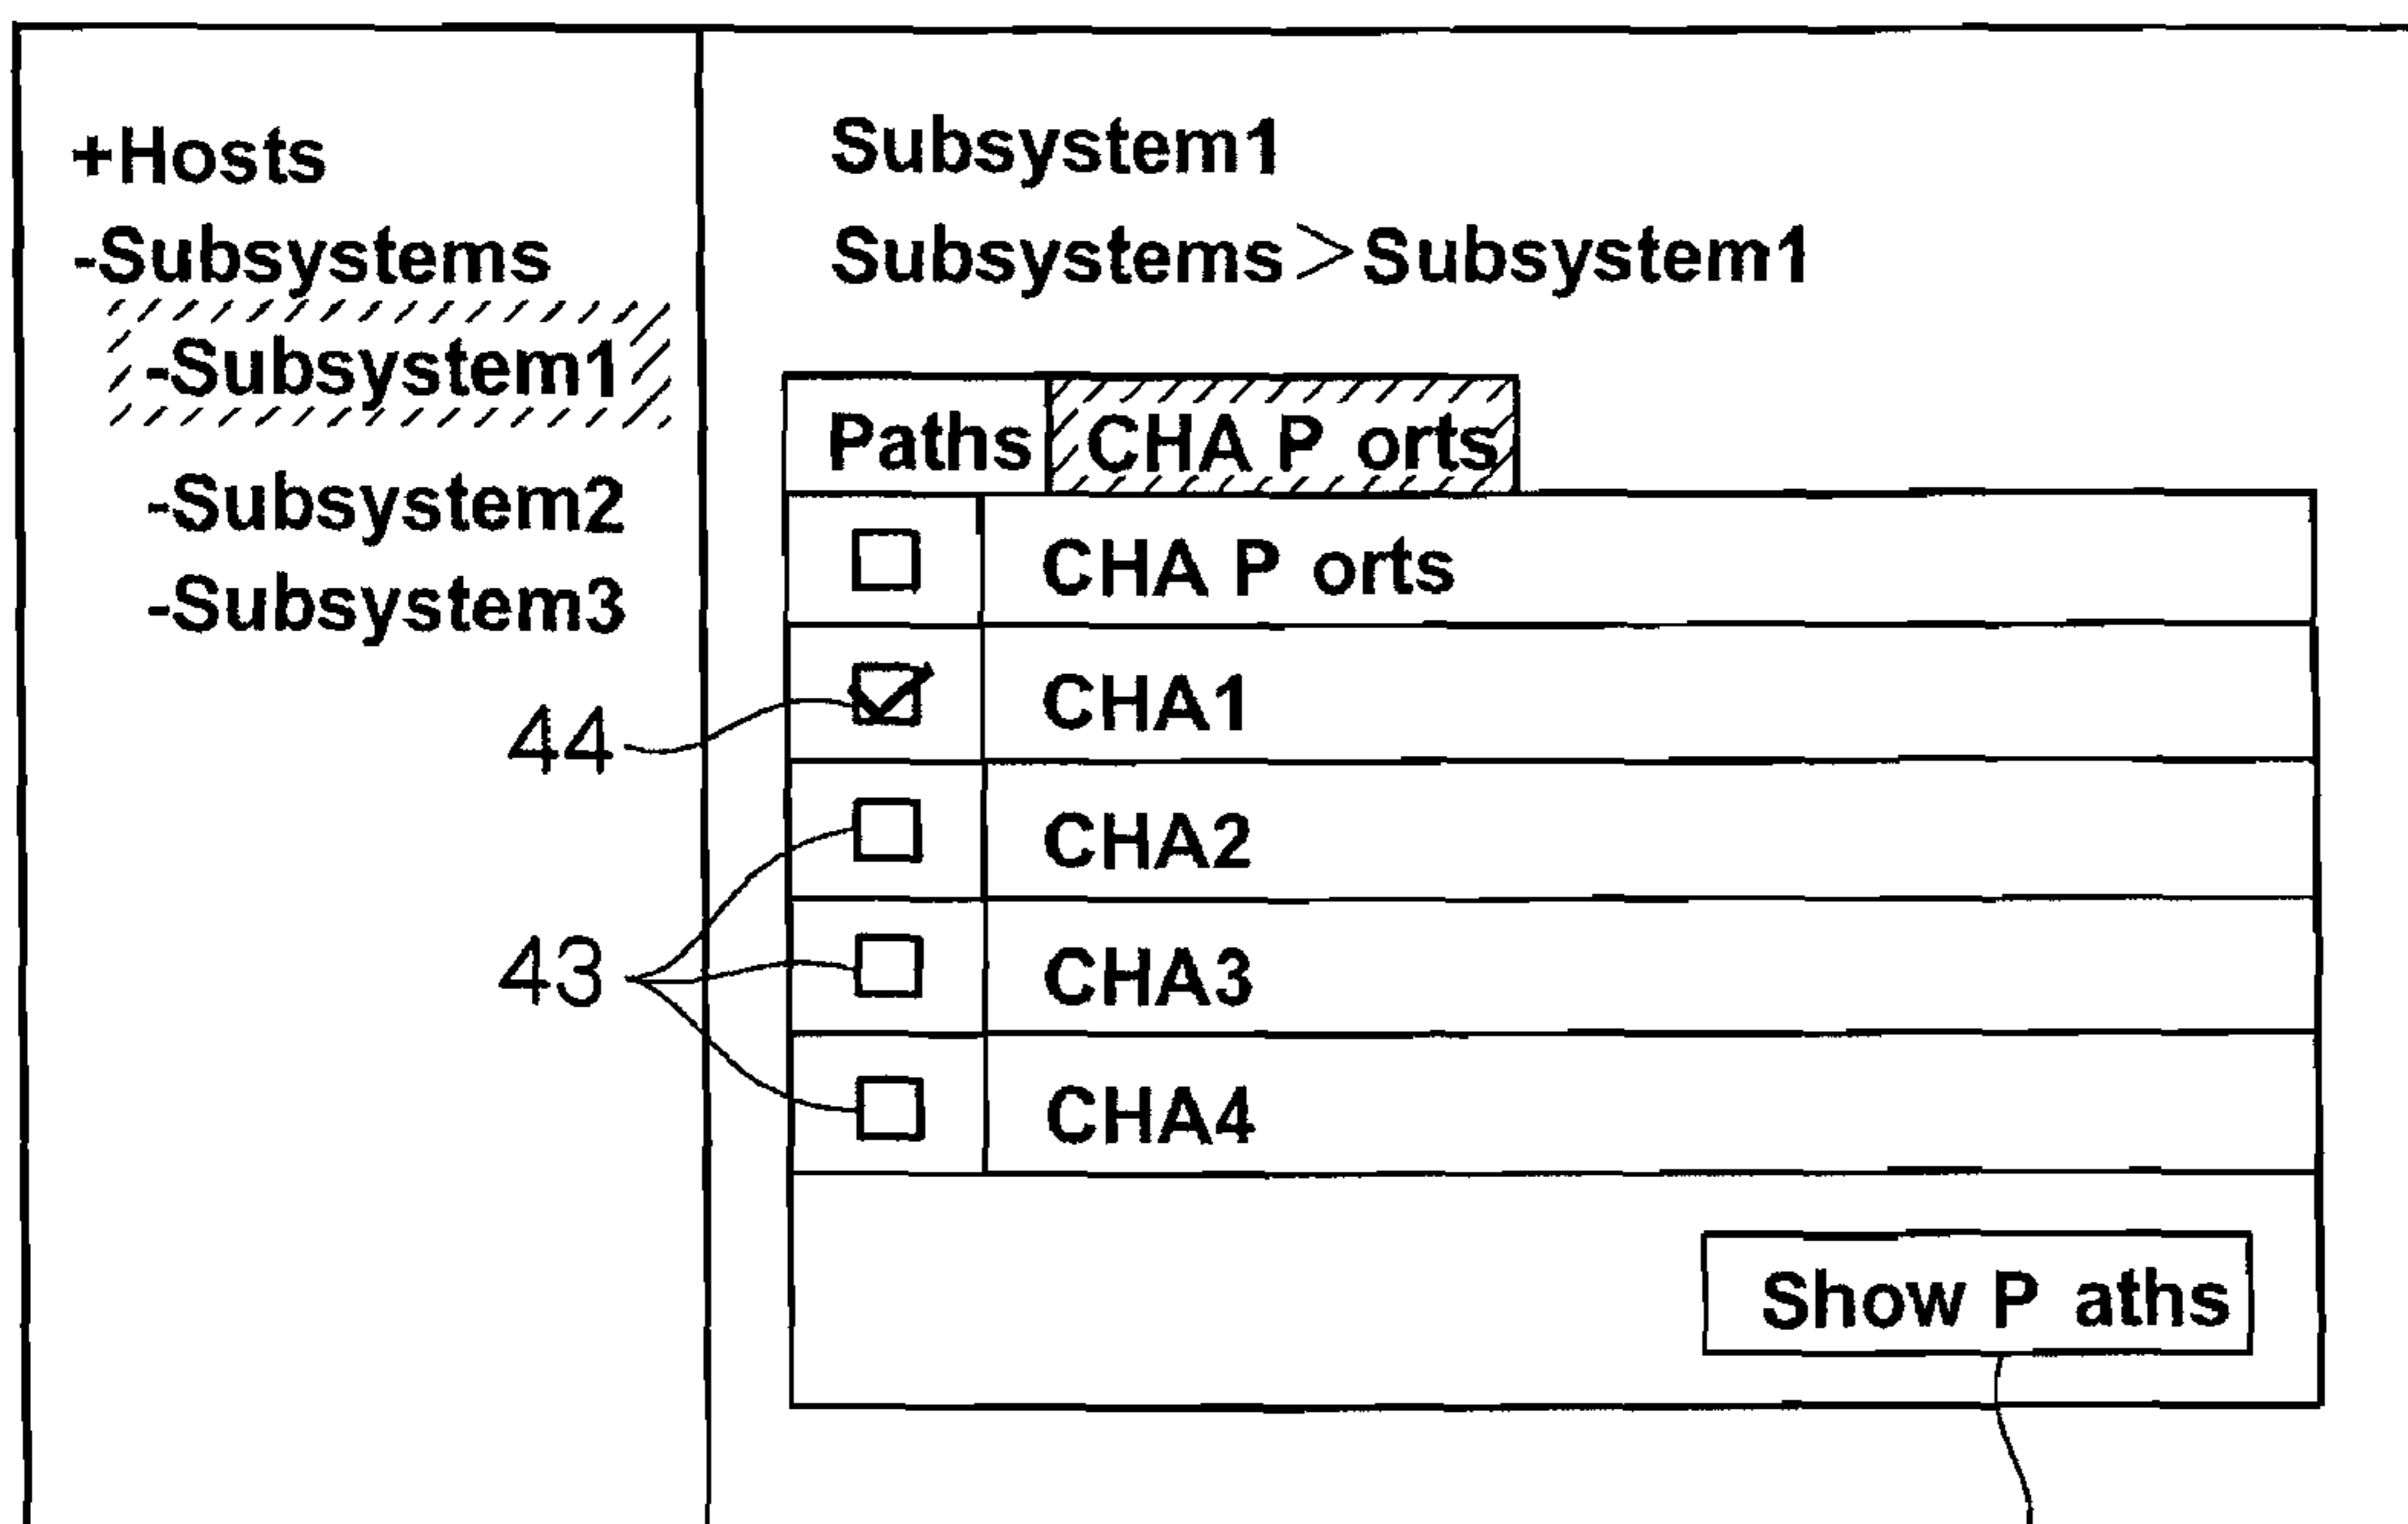 +Hosts
-Subsystems
-Subsystem1
-Subsystem2
-Subsystem3
44
43
Subsystem1
Subsystems>Subsystem1
Paths CHA P orts
CHA P orts
CHA1
CHA2
CHA3
CHA4
Show P aths